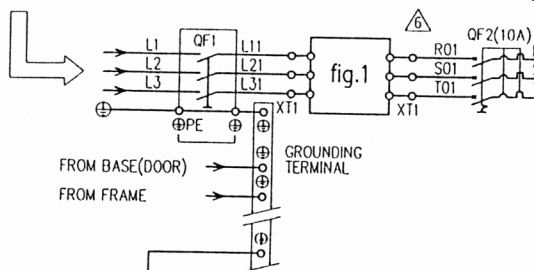 6
QF1
QF2(10A)
L1
L11
R01
L2
L21
fig.1
S01
L3
L31
T01
XT1
XT1
PE
GROUNDING
TERMINAL
FROM BASE(DOOR)
FROM FRAME